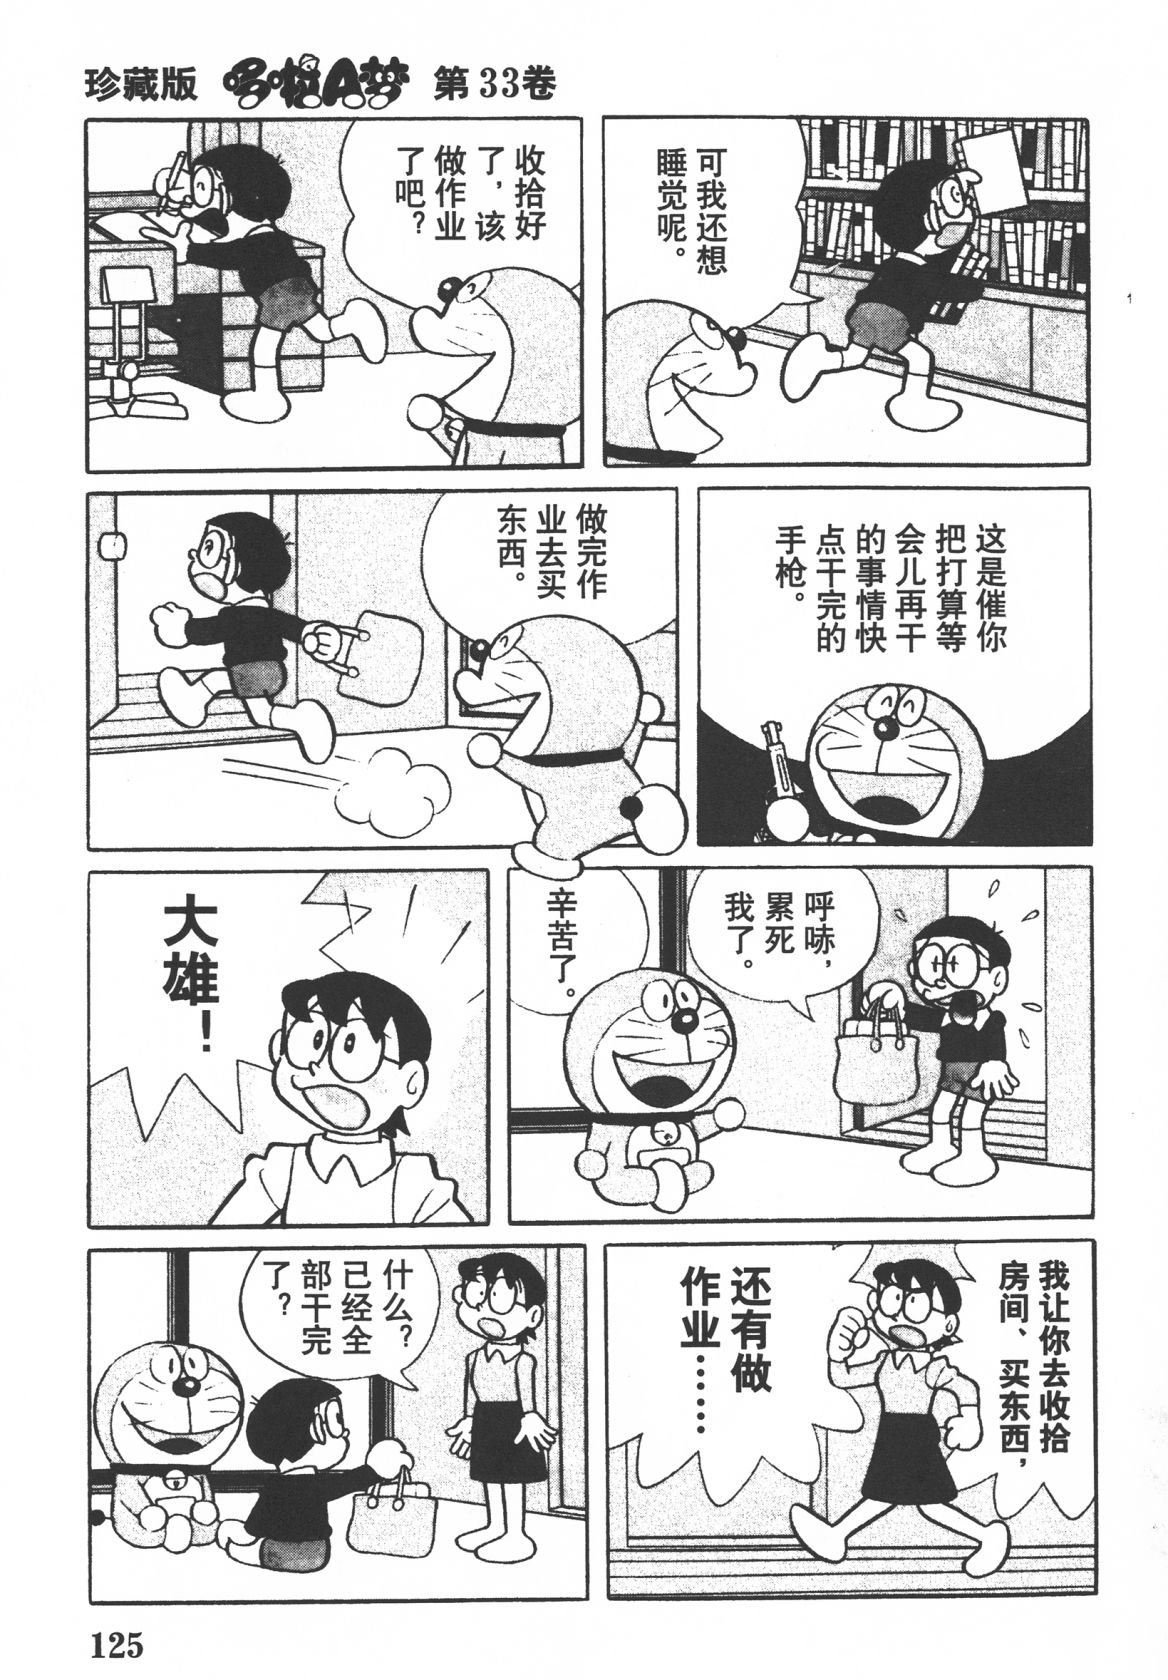 珍藏版 哆啦A梦 第33卷
可我还想
睡觉呢。
收拾好
了，该
做作业
了吧？
这是催你
把打算等
会儿再干
的事情快
点干完的
手枪。
做完作
业去买
东西。
呼哧，
累死
我了。
辛苦了。
大雄！
我让你去收拾
房间、买东西，
还有做
作业……
什么？
已经全
部干完
了？
125